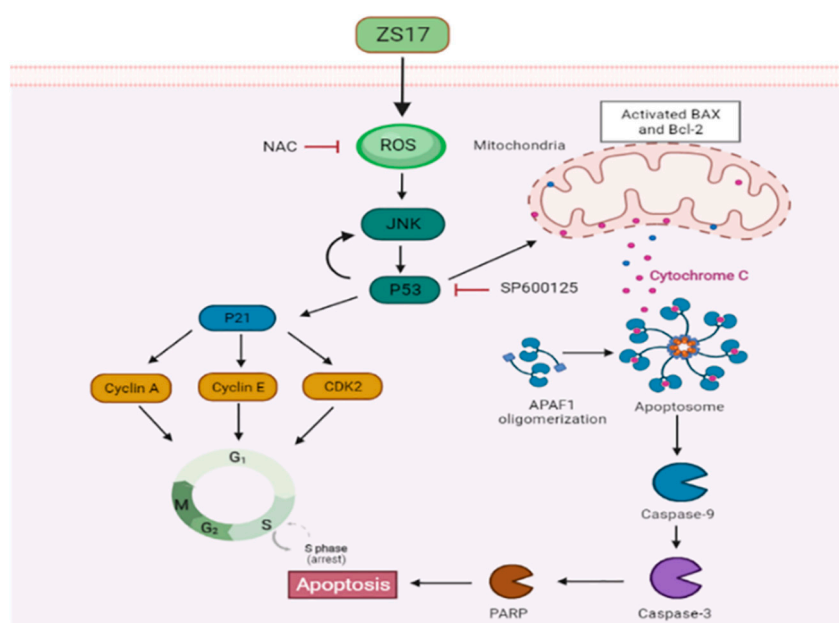 ZS17
Activated BAX
and Bcl-2
NAC
ROS
Mitochondria
JNK
Cytochrome C
P53
SP600125
P21
Cyclin A
Cyclin E
CDK2
APAF1
oligomerization
Apoptosome
G₁
M
G₂
S
S phase
(arrest)
Caspase-9
Apoptosis
PARP
Caspase-3